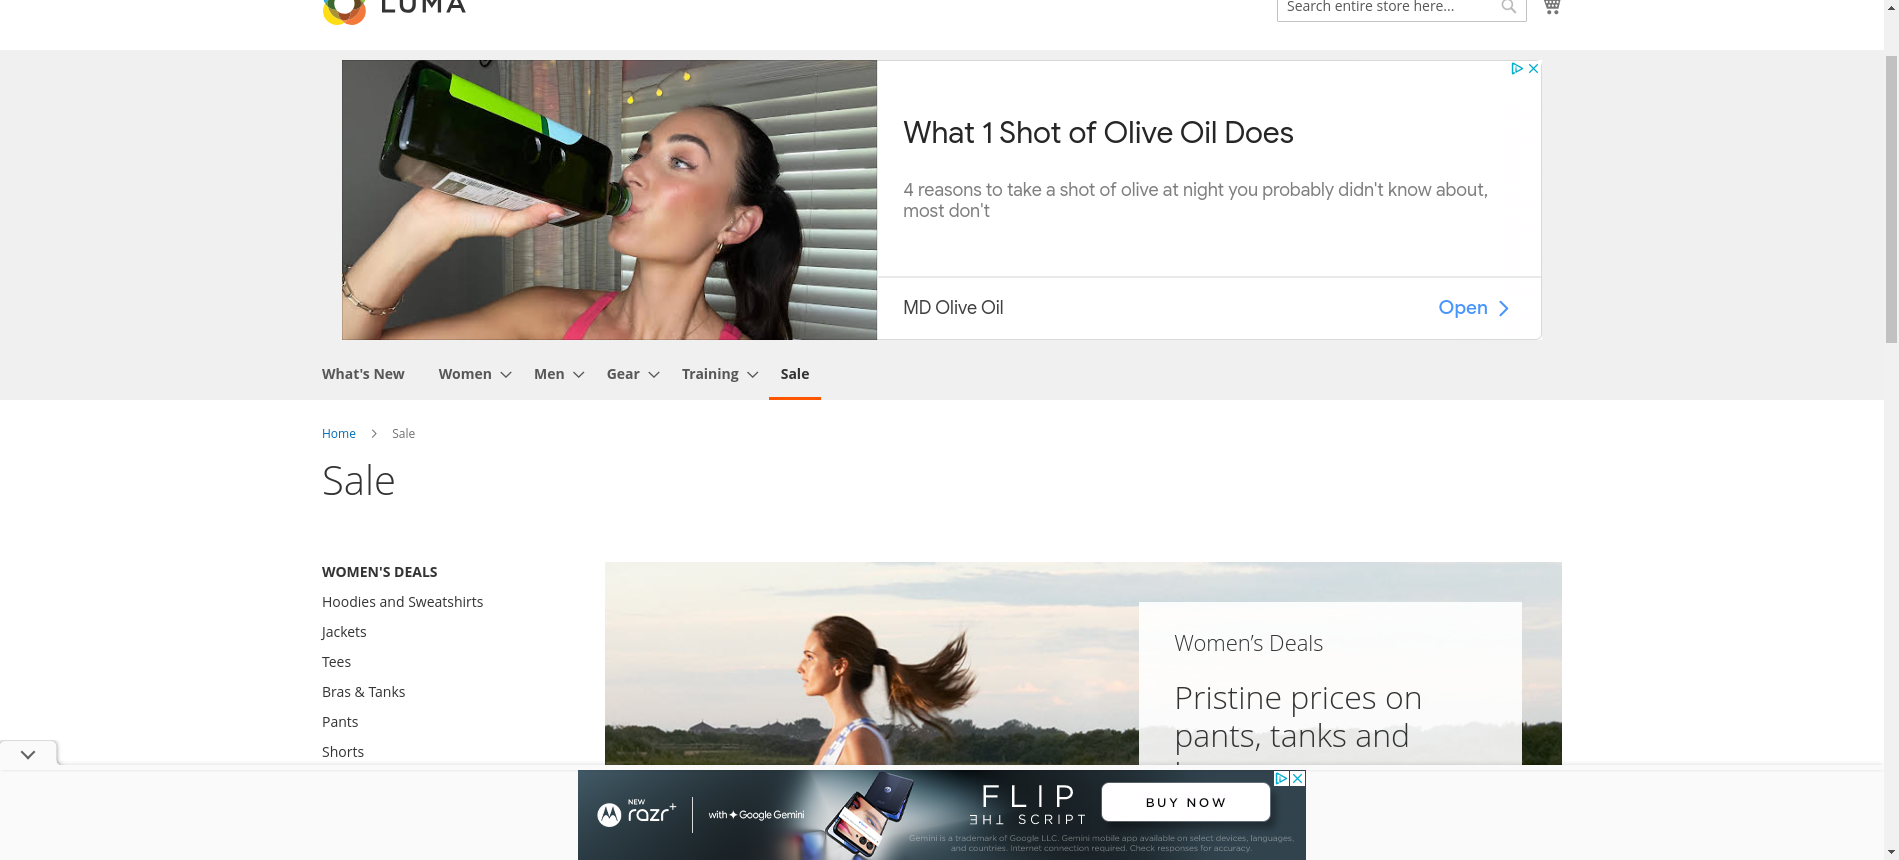 LUMA
Search entire store here...
What 1 Shot of Olive Oil Does
4 reasons to take a shot of olive at night you probably didn't know about,
most don't
MD Olive Oil
Open
What's New
Women
Men
Gear
Training
Sale
Home
Sale
Sale
WOMEN'S DEALS
Hoodies and Sweatshirts
Jackets
Tees
Bras & Tanks
Pants
Shorts
Women's Deals
Pristine prices on
pants, tanks and
NEW
razr+
with Google Gemini
FLIP
THE SCRIPT
BUY NOW
Gemini is a trademark of Google LLC. Gemini mobile app available on select devices, languages,
and countries. Internet connection required. Check responses for accuracy.